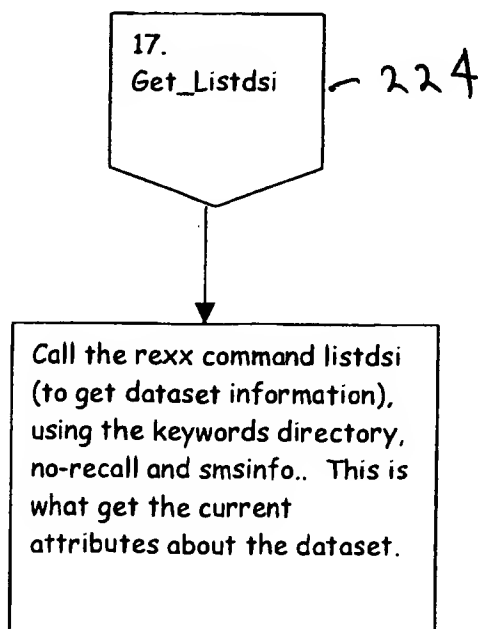 17.
Get_Listdsi
224
Call the rexx command listdsi
(to get dataset information),
using the keywords directory,
no-recall and smsinfo.. This is
what get the current
attributes about the dataset.